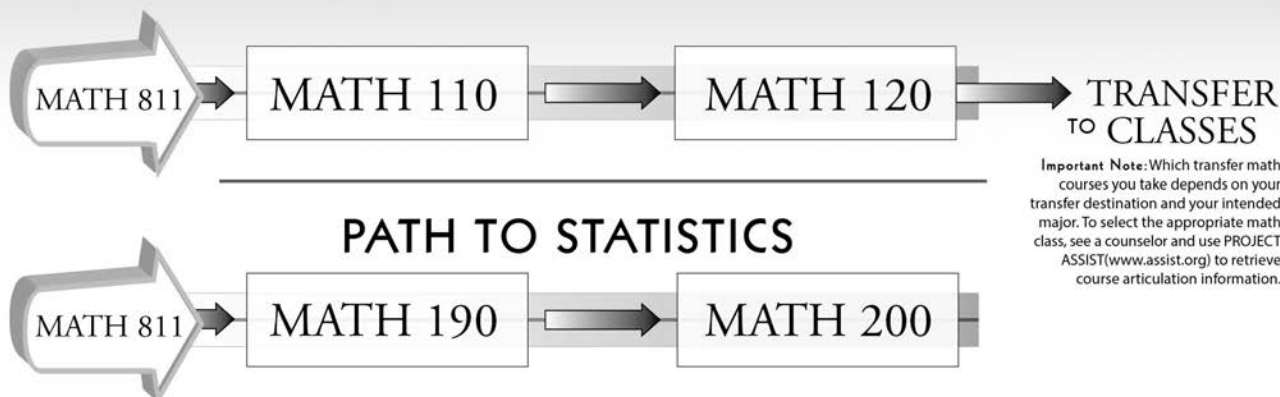 MATH 811
MATH 110
MATH 120
TRANSFER
TO CLASSES
Important Note: Which transfer math
courses you take depends on your
transfer destination and your intended
major. To select the appropriate math
class, see a counselor and use PROJECT
ASSIST(www.assist.org) to retrieve
course articulation information.
PATH TO STATISTICS
MATH 811
MATH 190
MATH 200